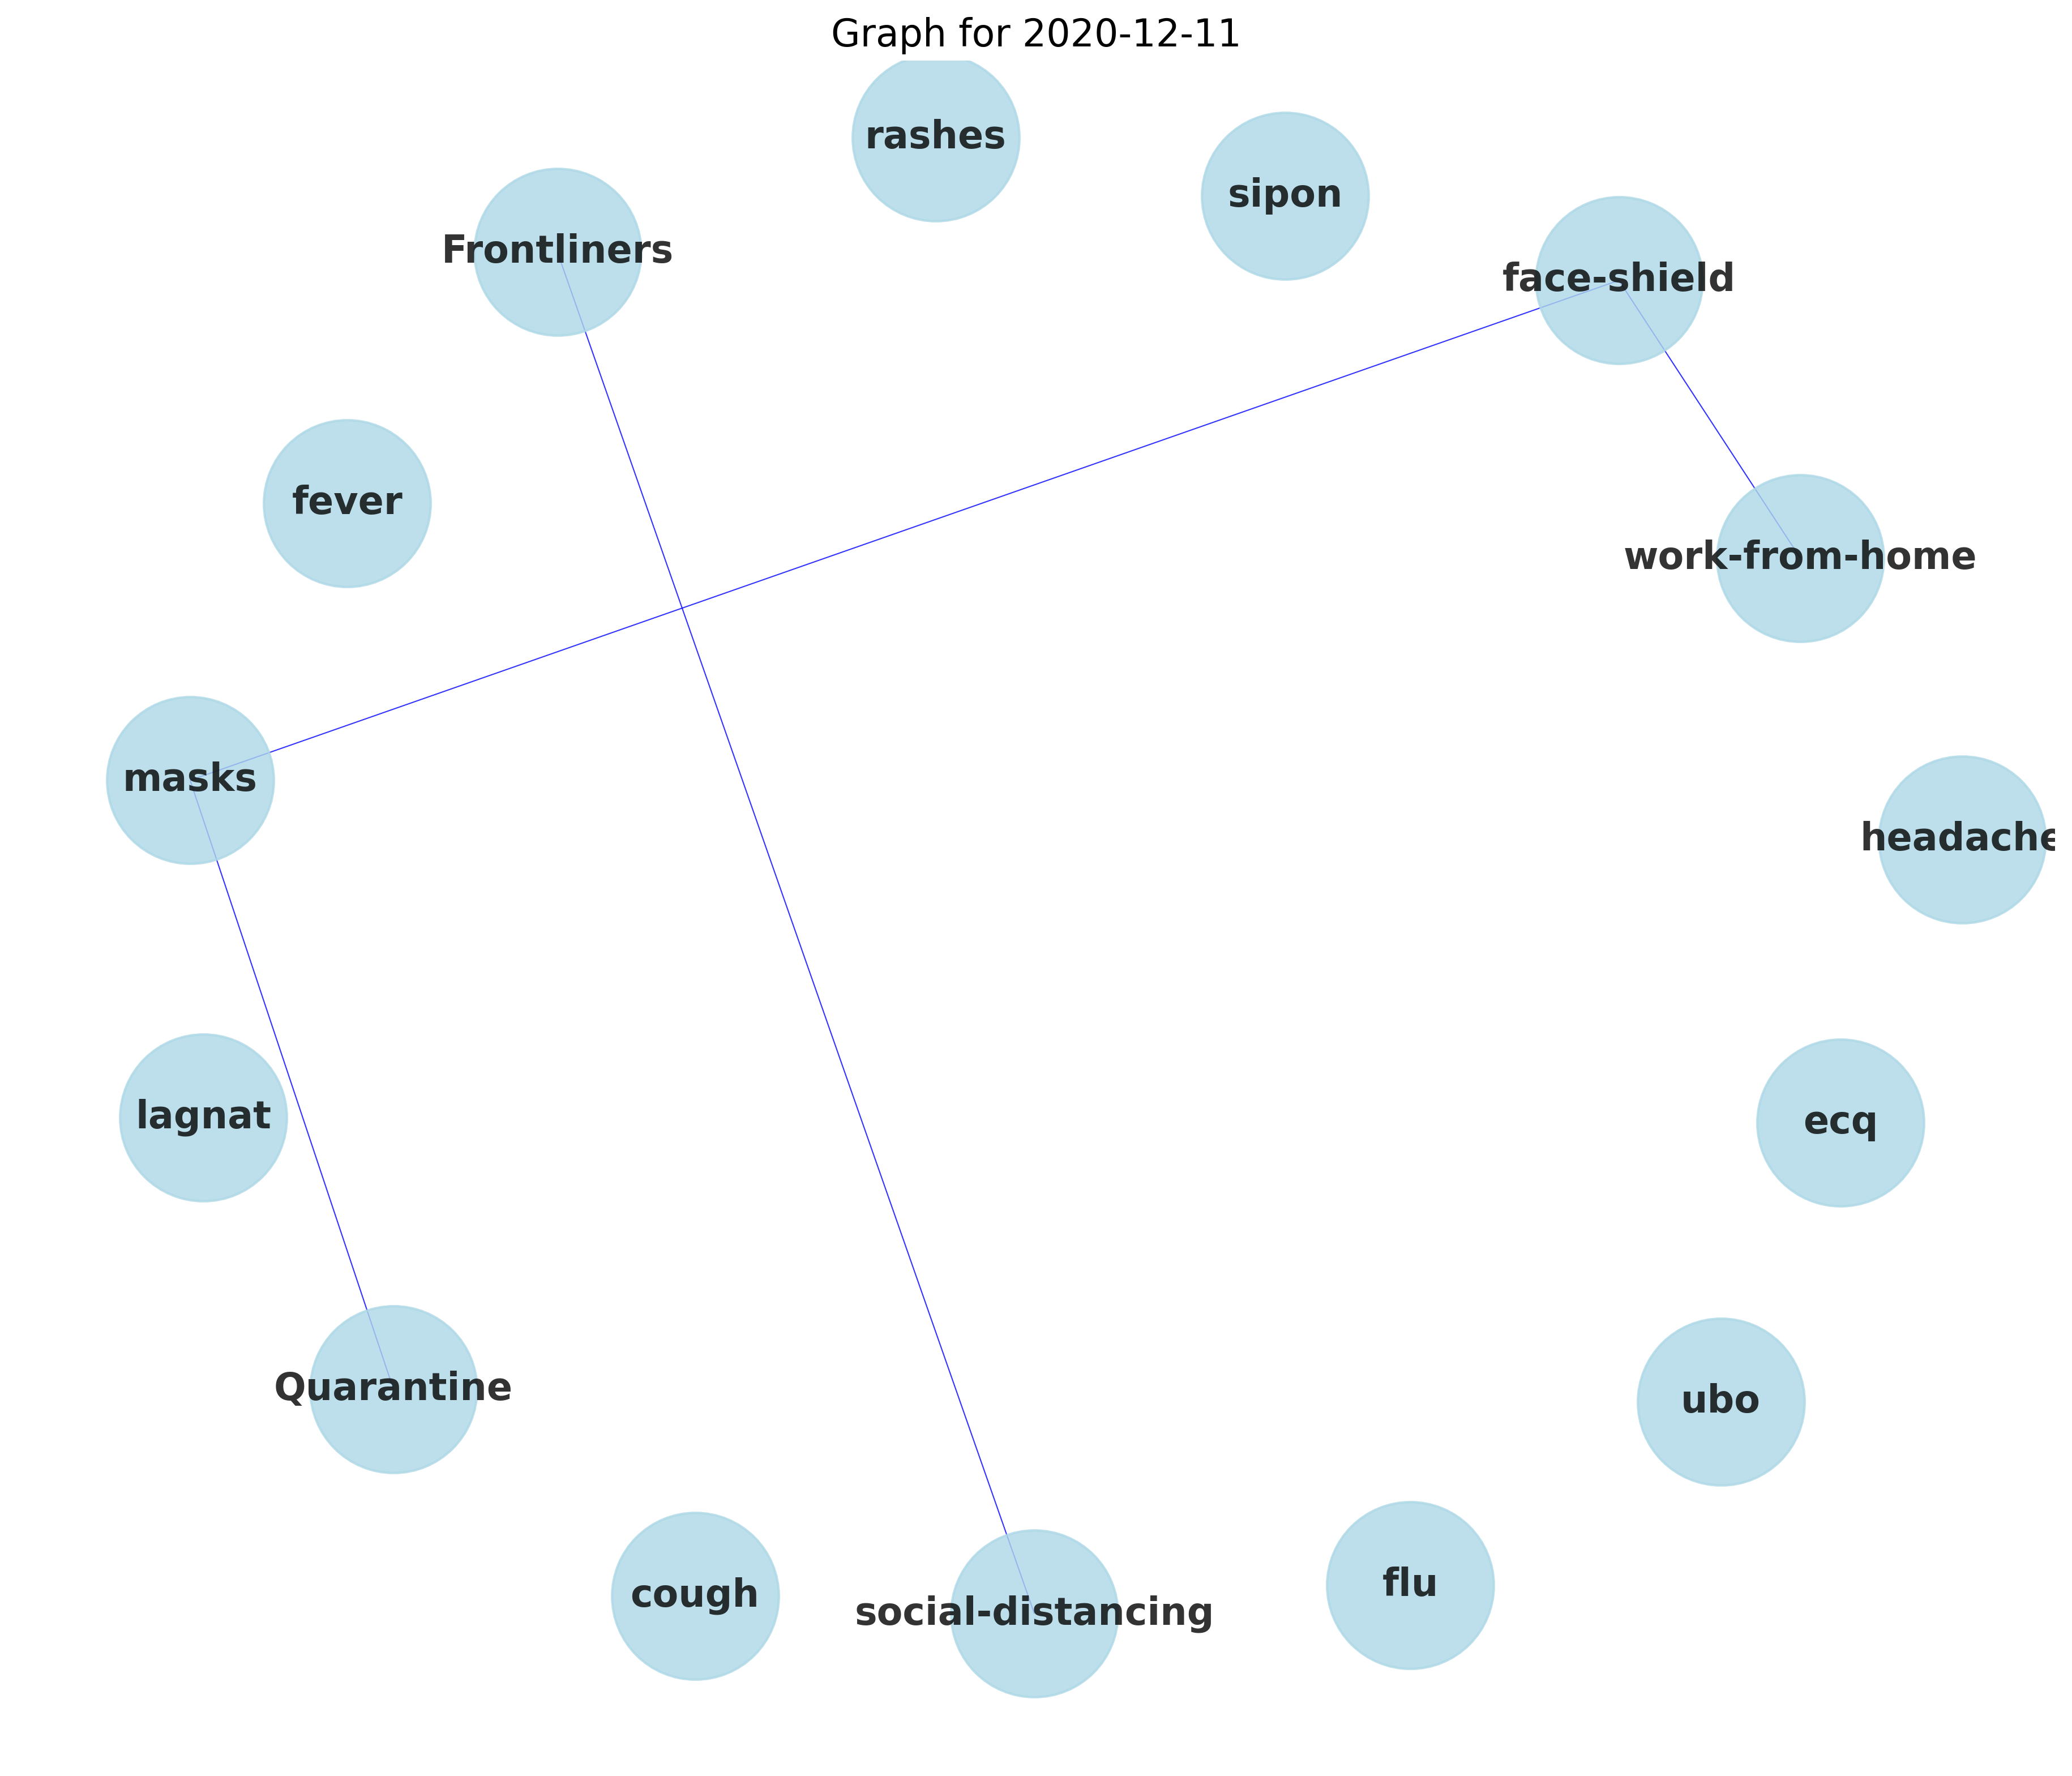 Graph for 2020-12-11
rashes
sipon
Frontliners
face-shield
fever
work-from-home
masks
headache
lagnat
ecq
Quarantine
ubo
cough
social-distancing
flu